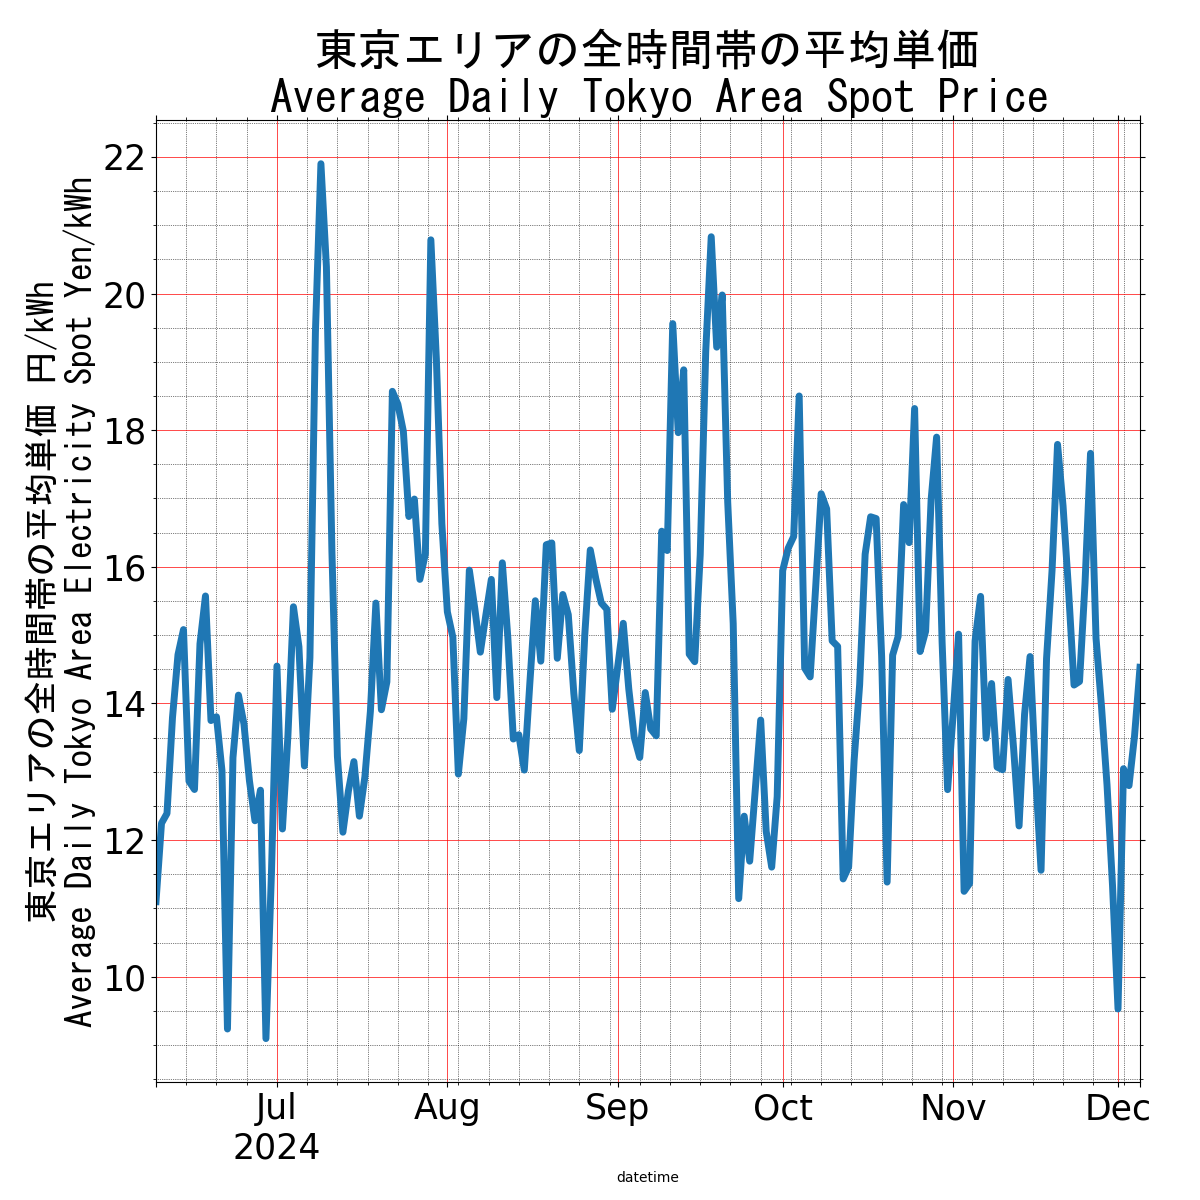 東京エリアの全時間帯の平均単価
Average Daily Tokyo Area Spot Price
東京エリアの全時間帯の平均単価 円/kWh
Average Daily Tokyo Area Electricity Spot Yen/kWh
22
20
18
16
14
12
10
Jul Aug Sep Oct Nov Dec
2024
datetime